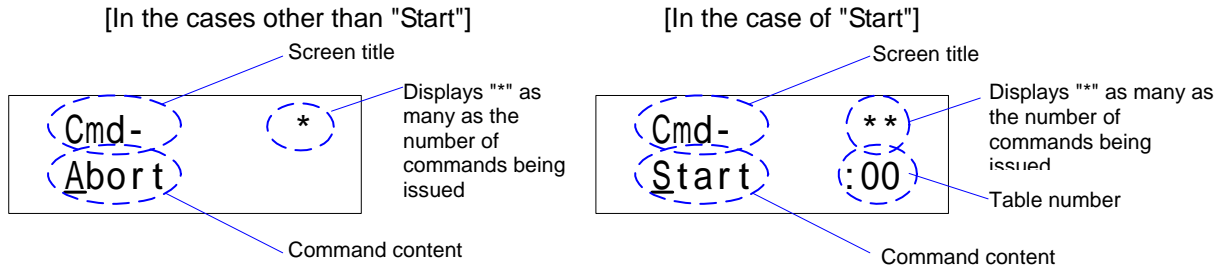 [In the cases other than "Start"]
Screen title
Cmd- *
Abort
Displays "*" as
many as the
number of
commands being
issued
Command content
[In the case of "Start"]
Screen title
Cmd- **
Start :00
Displays "*" as many as
the number of
commands being
issued
Table number
Command content